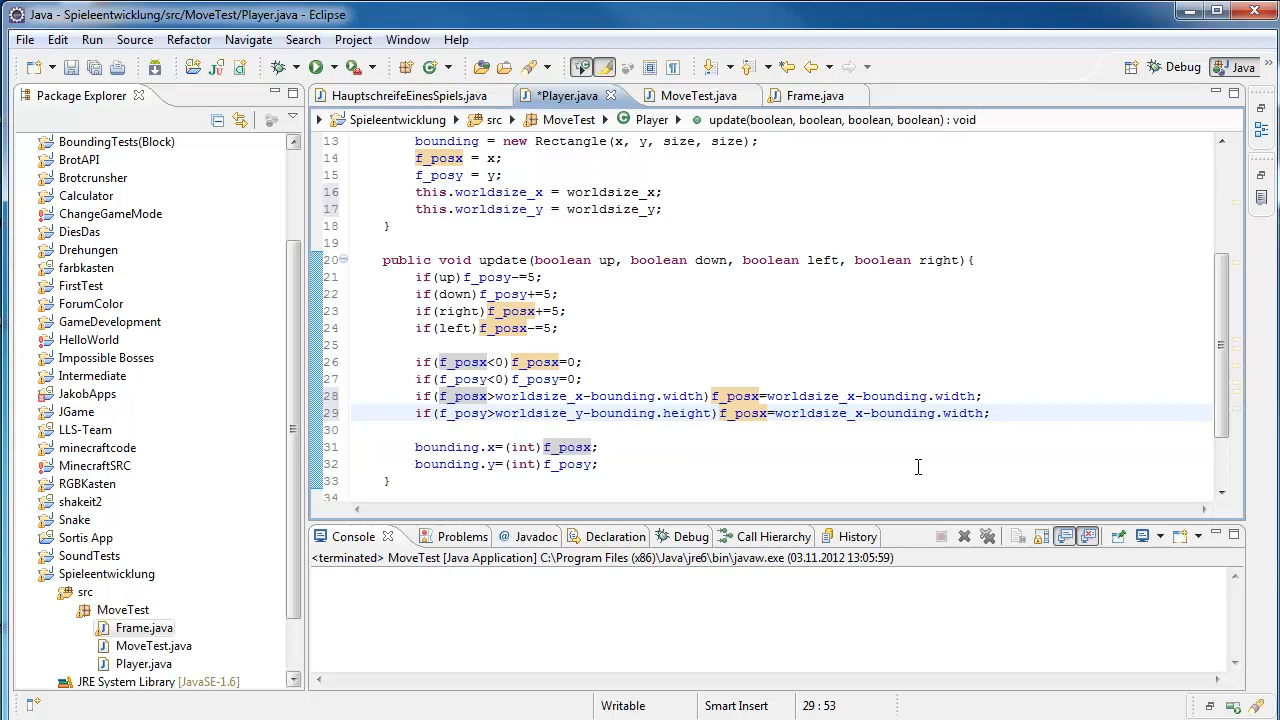 Java - Spieleentwicklung/src/MoveTest/Player.java - Eclipse
File Edit Run Source Refactor Navigate Search Project Window Help
Debug Java
Package Explorer
HauptschreifeEinesSpiels.java *Player.java MoveTest.java Frame.java
Spieleentwicklung src MoveTest Player update(boolean, boolean, boolean, boolean) : void
BoundingTests(Block)
BrotAPI
Brotcrunsher
Calculator
ChangeGameMode
DiesDas
Drehungen
farbkasten
FirstTest
ForumColor
GameDevelopment
HelloWorld
Impossible Bosses
Intermediate
JakobApps
JGame
LLS-Team
minecraftcode
MinecraftSRC
RGBKasten
shakeit2
Snake
Sortis App
SoundTests
Spieleentwicklung
src
MoveTest
Frame.java
MoveTest.java
Player.java
JRE System Library [JavaSE-1.6]
13 bounding = new Rectangle(x, y, size, size);
14 f_posx = x;
15 f_posy = y;
16 this.worldsize_x = worldsize_x;
17 this.worldsize_y = worldsize_y;
18 }
19
20 public void update(boolean up, boolean down, boolean left, boolean right){
21 if(up)f_posy-=5;
22 if(down)f_posy+=5;
23 if(right)f_posx+=5;
24 if(left)f_posx-=5;
26 if(f_posx<0)f_posx=0;
27 if(f_posy<0)f_posy=0;
28 if(f_posx>worldsize_x-bounding.width)f_posx=worldsize_x-bounding.width;
29 if(f_posy>worldsize_y-bounding.height)f_posx=worldsize_x-bounding.width;
30
31 bounding.x=(int)f_posx;
32 bounding.y=(int)f_posy;
33 }
34
Console Problems Javadoc Declaration Debug Call Hierarchy History
<terminated> MoveTest [Java Application] C:\Program Files (x86)\Java\jre6\bin\javaw.exe (03.11.2012 13:05:59)
Writable Smart Insert 29 : 53